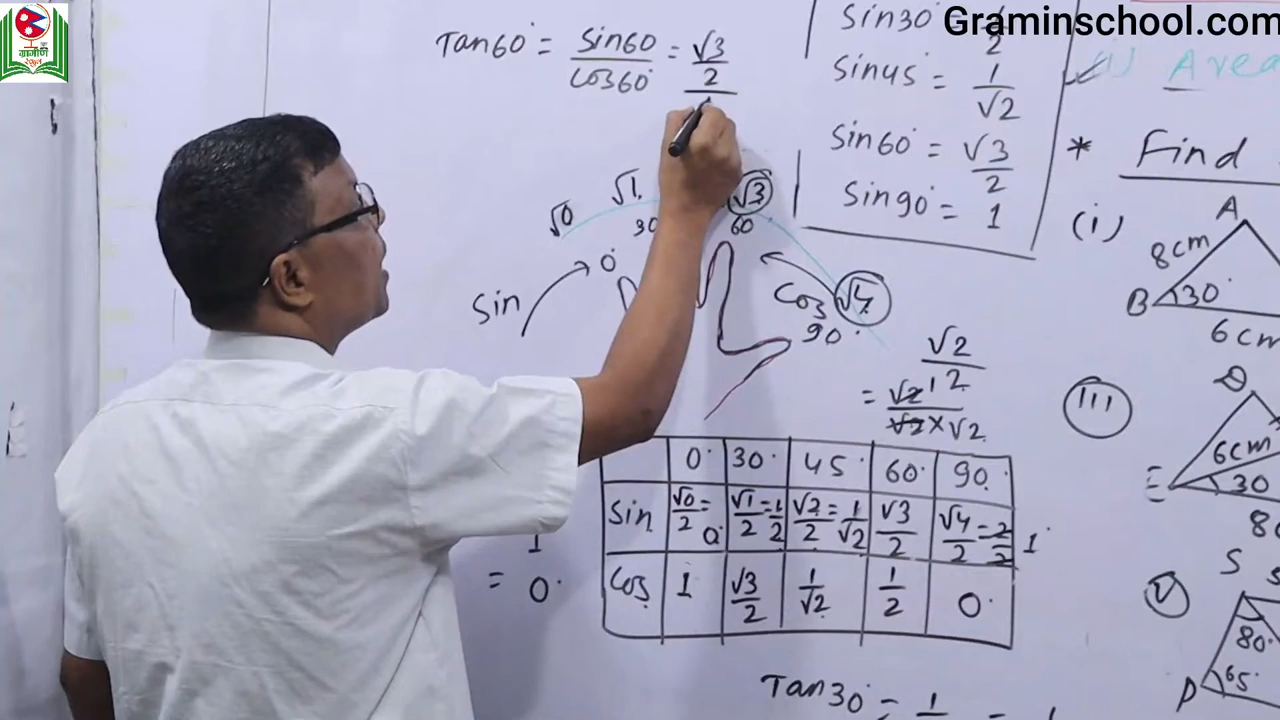 Graminschool.com
ग्रामीण
स्कूल
Tan60° = sin60 / cos60° = √3/2
Sin30° 1/2
Sin45 = 1/√2
Sin60° = √3/2
Sin90° = 1
(i) Area
* Find
(i)
A
8cm
B 30°
6cm
√0 √1 √3 √4
0° 30 60 90°
Sin
Cos
√2/2
= √2 1 / √2×√2
(iii)
D
6cm
E 30
8
0° 30° 45° 60° 90°
Sin √0/2 = 0 √1/2 = 1/2 √2/2 = 1/√2 √3/2 √4/2 = 2/2 1
Cos 1 √3/2 1/√2 1/2 0
1
= 0
(v)
S
80°
P 65°
Tan30° = 1 = 1